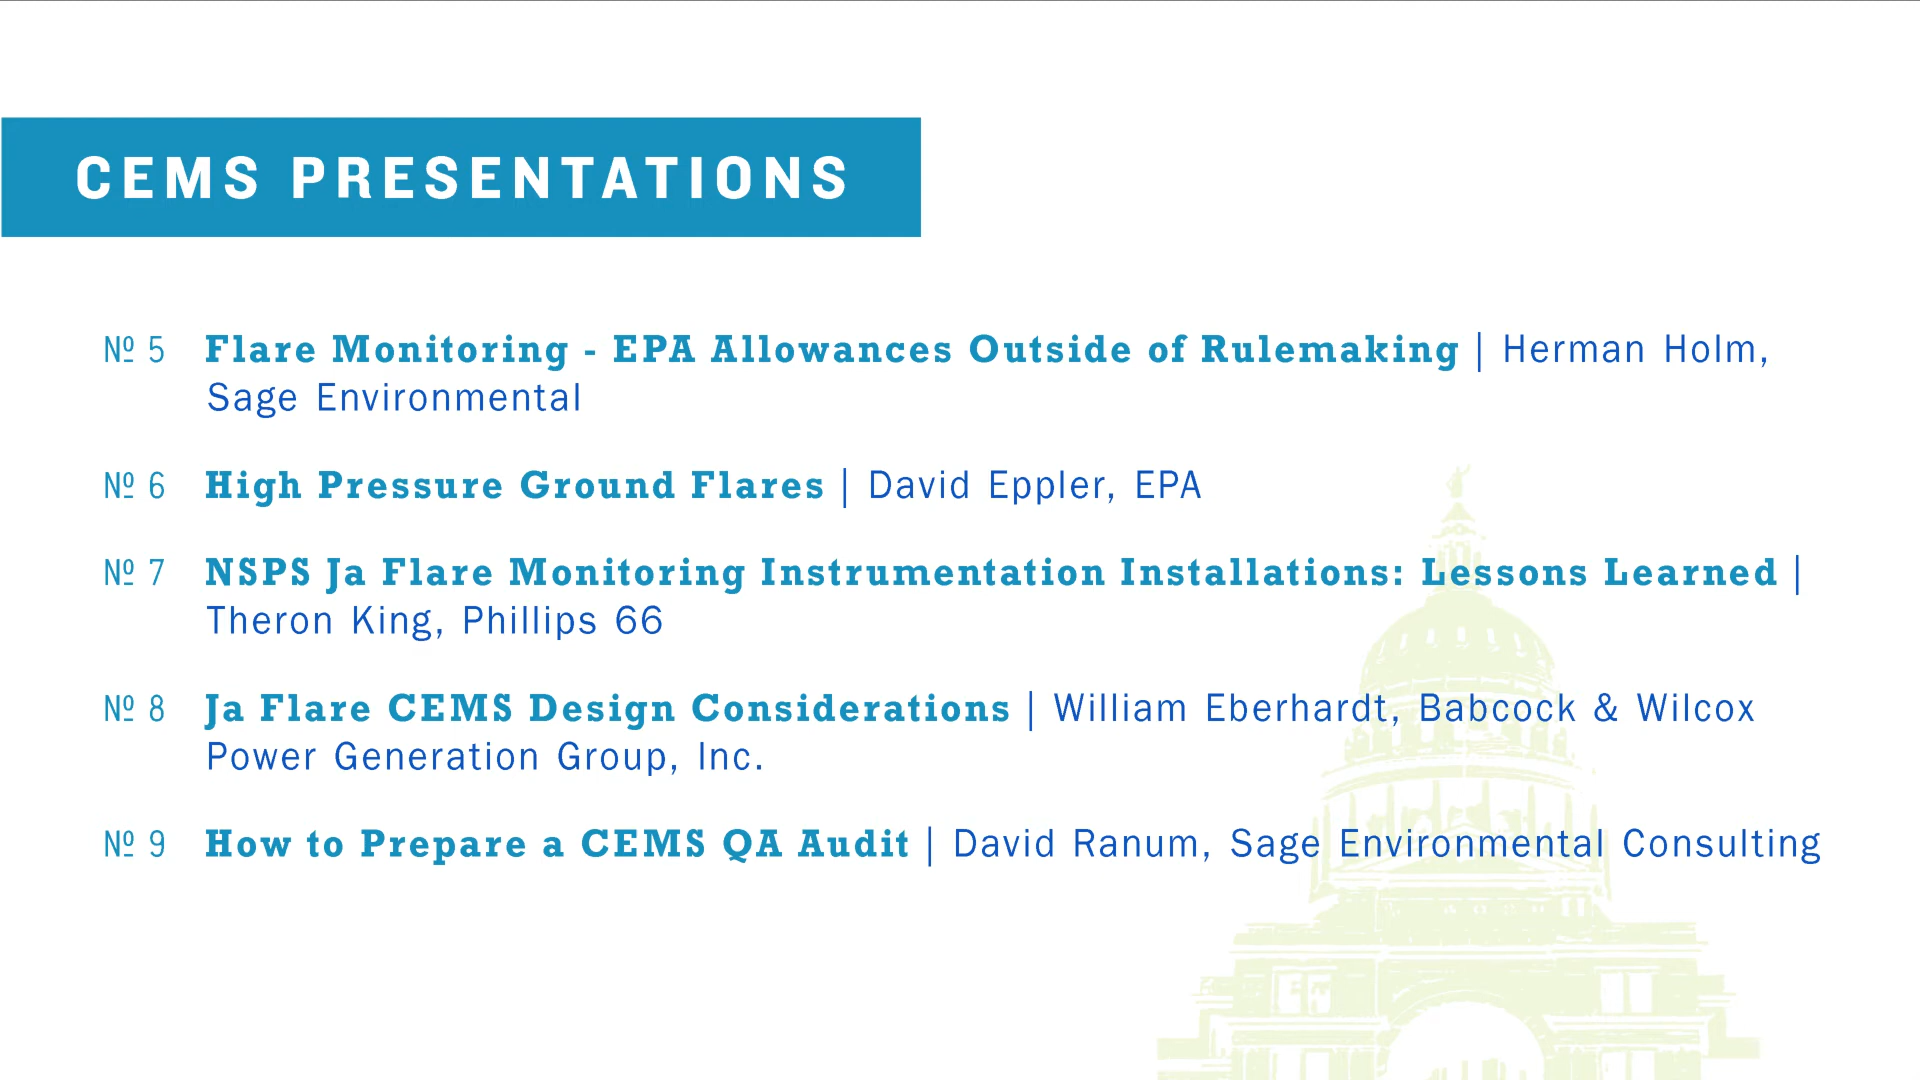 CEMS PRESENTATIONS
Nº 5 Flare Monitoring - EPA Allowances Outside of Rulemaking | Herman Holm,
Sage Environmental
Nº 6 High Pressure Ground Flares | David Eppler, EPA
Nº 7 NSPS Ja Flare Monitoring Instrumentation Installations: Lessons Learned |
Theron King, Phillips 66
Nº 8 Ja Flare CEMS Design Considerations | William Eberhardt, Babcock & Wilcox
Power Generation Group, Inc.
Nº 9 How to Prepare a CEMS QA Audit | David Ranum, Sage Environmental Consulting